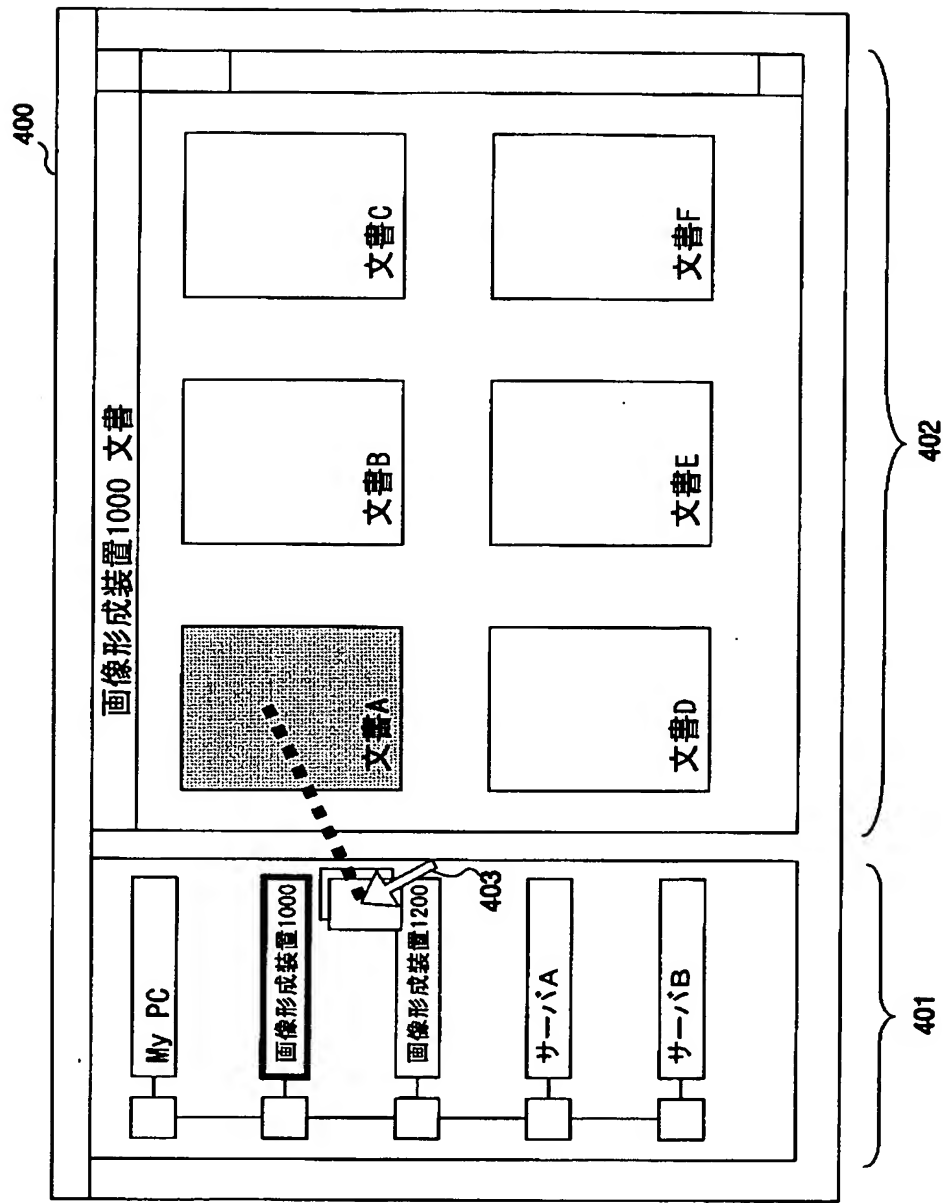 400
画像形成装置1000 文書
My PC
画像形成装置1000
画像形成装置1200
サーバA
サーバB
403
文書A
文書B
文書C
文書D
文書E
文書F
401
402